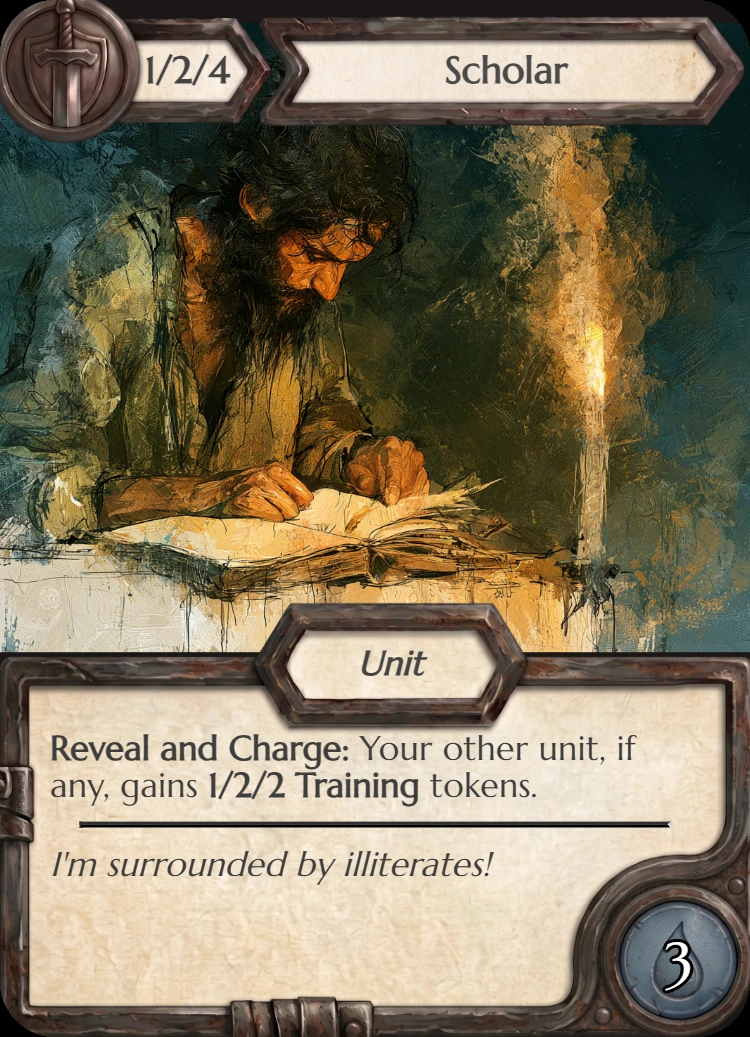 1/2/4
Scholar
Unit
Reveal and Charge: Your other unit, if
any, gains 1/2/2 Training tokens.
I'm surrounded by illiterates!
3